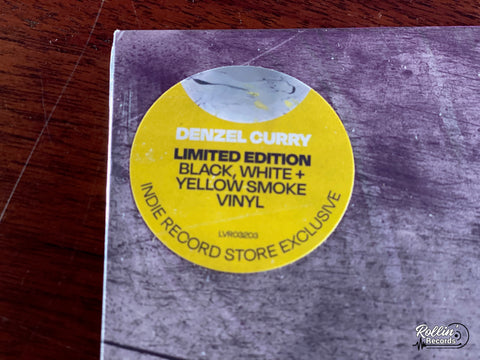 DENZEL CURRY
LIMITED EDITION
BLACK, WHITE +
YELLOW SMOKE
VINYL
INDIE RECORD STORE EXCLUSIVE
LVR03203
Rollin'
Records